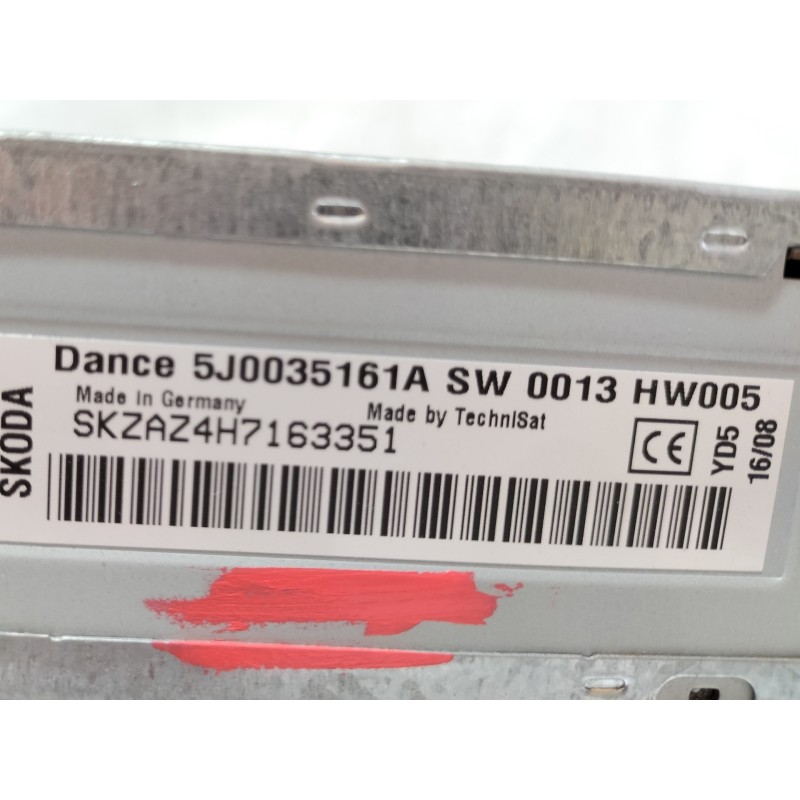 SKODA
Dance 5J0035161A SW 0013 HW005
Made in Germany
Made by TechniSat
SKZAZ4H7163351
CE
YD5
16/08